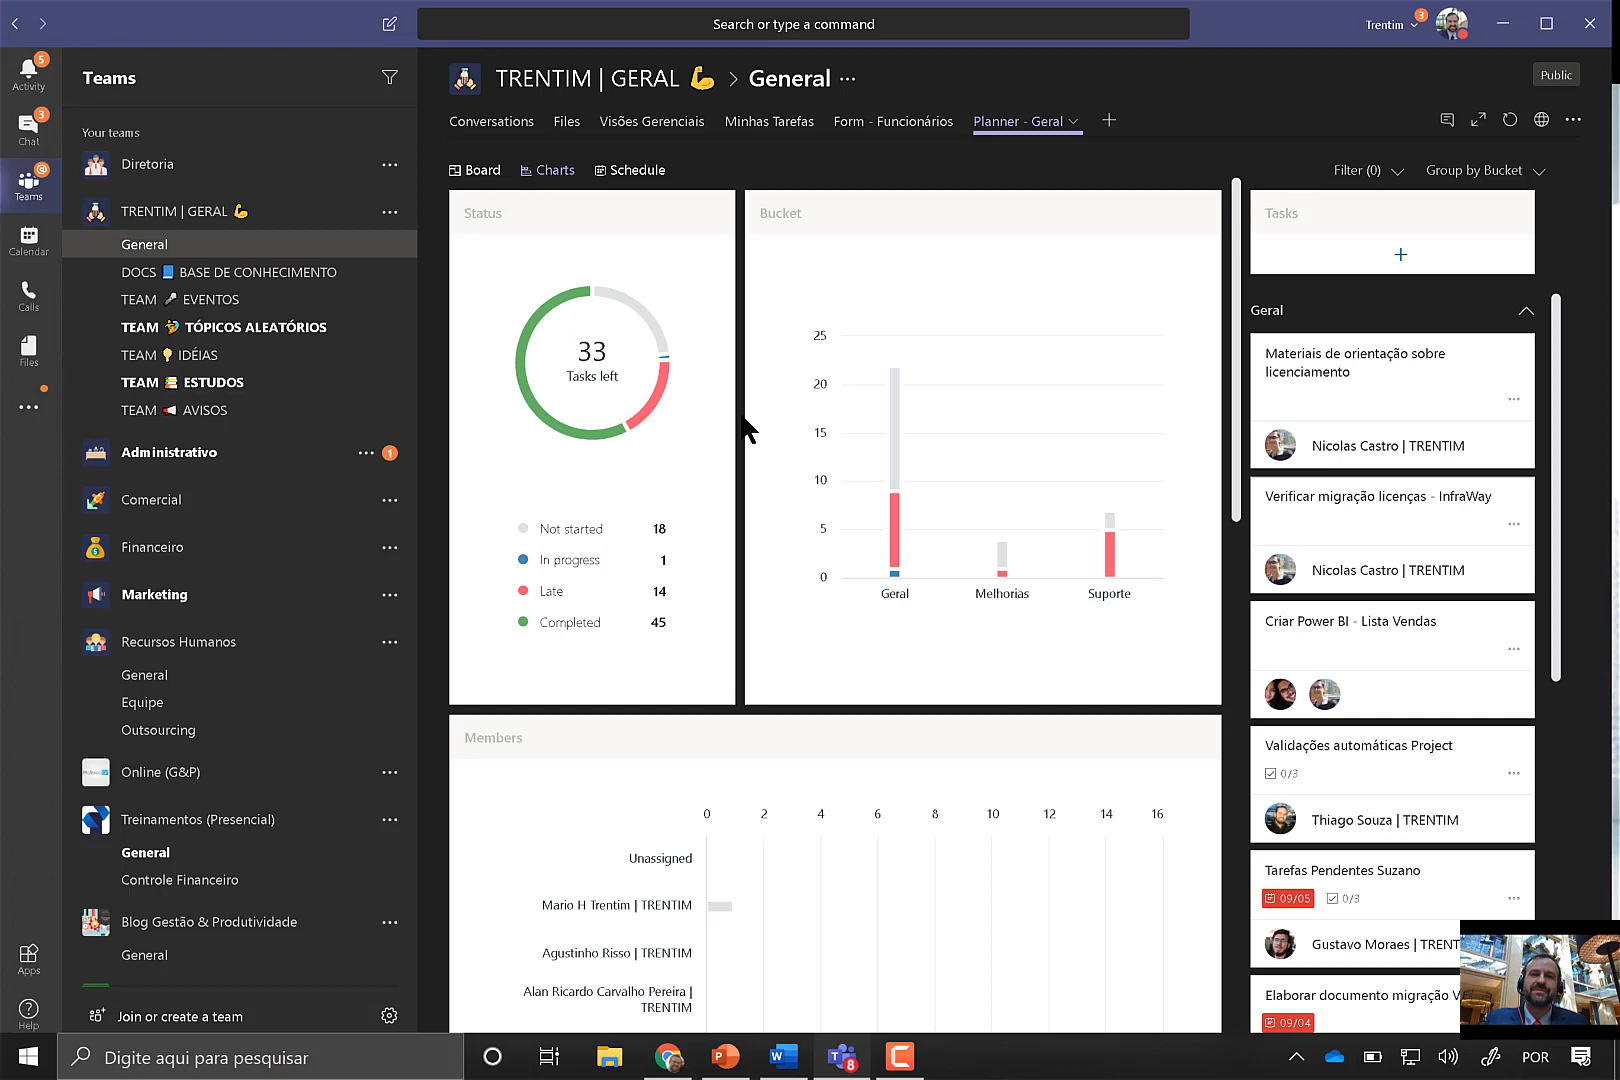 Search or type a command
Trentim
3
5
Activity
3
Chat
@
Teams
Calendar
Calls
Files
Apps
Help
Teams
Your teams
Diretoria
TRENTIM | GERAL 💪
General
DOCS 📘 BASE DE CONHECIMENTO
TEAM 🎤 EVENTOS
TEAM 🏄 TÓPICOS ALEATÓRIOS
TEAM 💡 IDÉIAS
TEAM 📚 ESTUDOS
TEAM 📢 AVISOS
Administrativo
1
Comercial
Financeiro
Marketing
Recursos Humanos
General
Equipe
Outsourcing
Online (G&P)
Treinamentos (Presencial)
General
Controle Financeiro
Blog Gestão & Produtividade
General
Join or create a team
TRENTIM | GERAL 💪 > General ···
Public
Conversations Files Visões Gerenciais Minhas Tarefas Form - Funcionários Planner - Geral
Board Charts Schedule
Filter (0) Group by Bucket
Status
33
Tasks left
Not started 18
In progress 1
Late 14
Completed 45
Bucket
25
20
15
10
5
0
Geral Melhorias Suporte
Members
0 2 4 6 8 10 12 14 16
Unassigned
Mario H Trentim | TRENTIM
Agustinho Risso | TRENTIM
Alan Ricardo Carvalho Pereira |
TRENTIM
Tasks
+
Geral
Materiais de orientação sobre
licenciamento
Nicolas Castro | TRENTIM
Verificar migração licenças - InfraWay
Nicolas Castro | TRENTIM
Criar Power BI - Lista Vendas
Validações automáticas Project
0/3
Thiago Souza | TRENTIM
Tarefas Pendentes Suzano
09/05 0/3
Gustavo Moraes | TRENT
Elaborar documento migração V
09/04
Digite aqui para pesquisar
8
POR